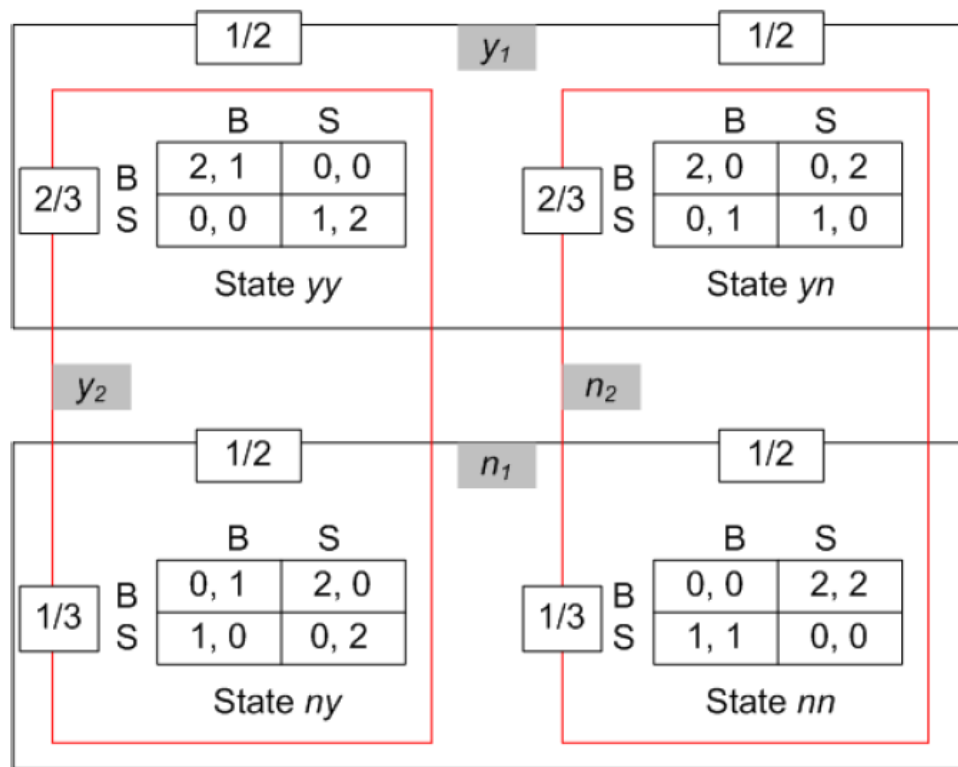 1/2 y₁ 1/2
B S B S
2/3 B 2, 1 0, 0 2/3 B 2, 0 0, 2
S 0, 0 1, 2 S 0, 1 1, 0
State yy State yn
y₂ n₂
1/2 n₁ 1/2
B S B S
1/3 B 0, 1 2, 0 1/3 B 0, 0 2, 2
S 1, 0 0, 2 S 1, 1 0, 0
State ny State nn